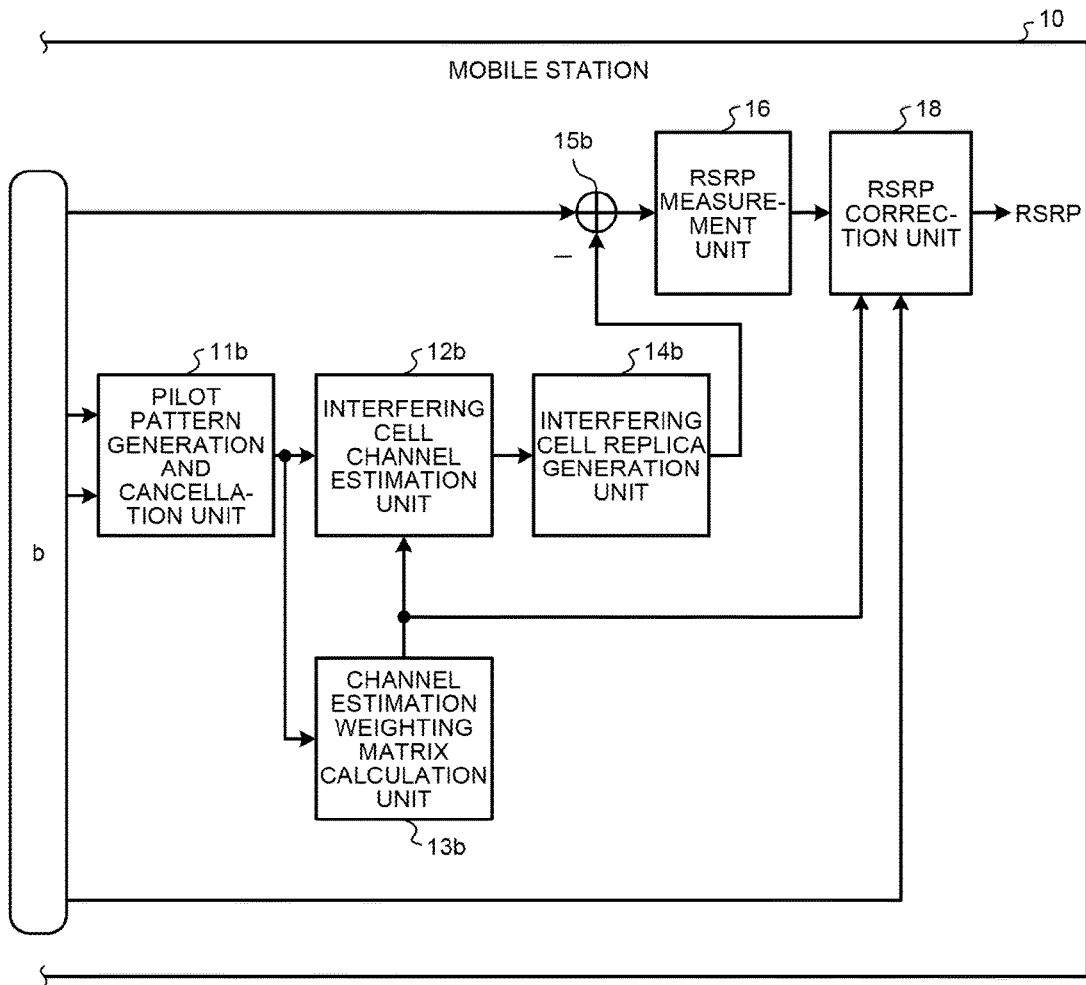 10
MOBILE STATION
16
18
15b
RSRP
MEASURE-
MENT
UNIT
RSRP
CORREC-
TION UNIT
RSRP
−
11b
12b
14b
PILOT
PATTERN
GENERATION
AND
CANCELLA-
TION UNIT
INTERFERING
CELL
CHANNEL
ESTIMATION
UNIT
INTERFERING
CELL REPLICA
GENERATION
UNIT
b
CHANNEL
ESTIMATION
WEIGHTING
MATRIX
CALCULATION
UNIT
13b